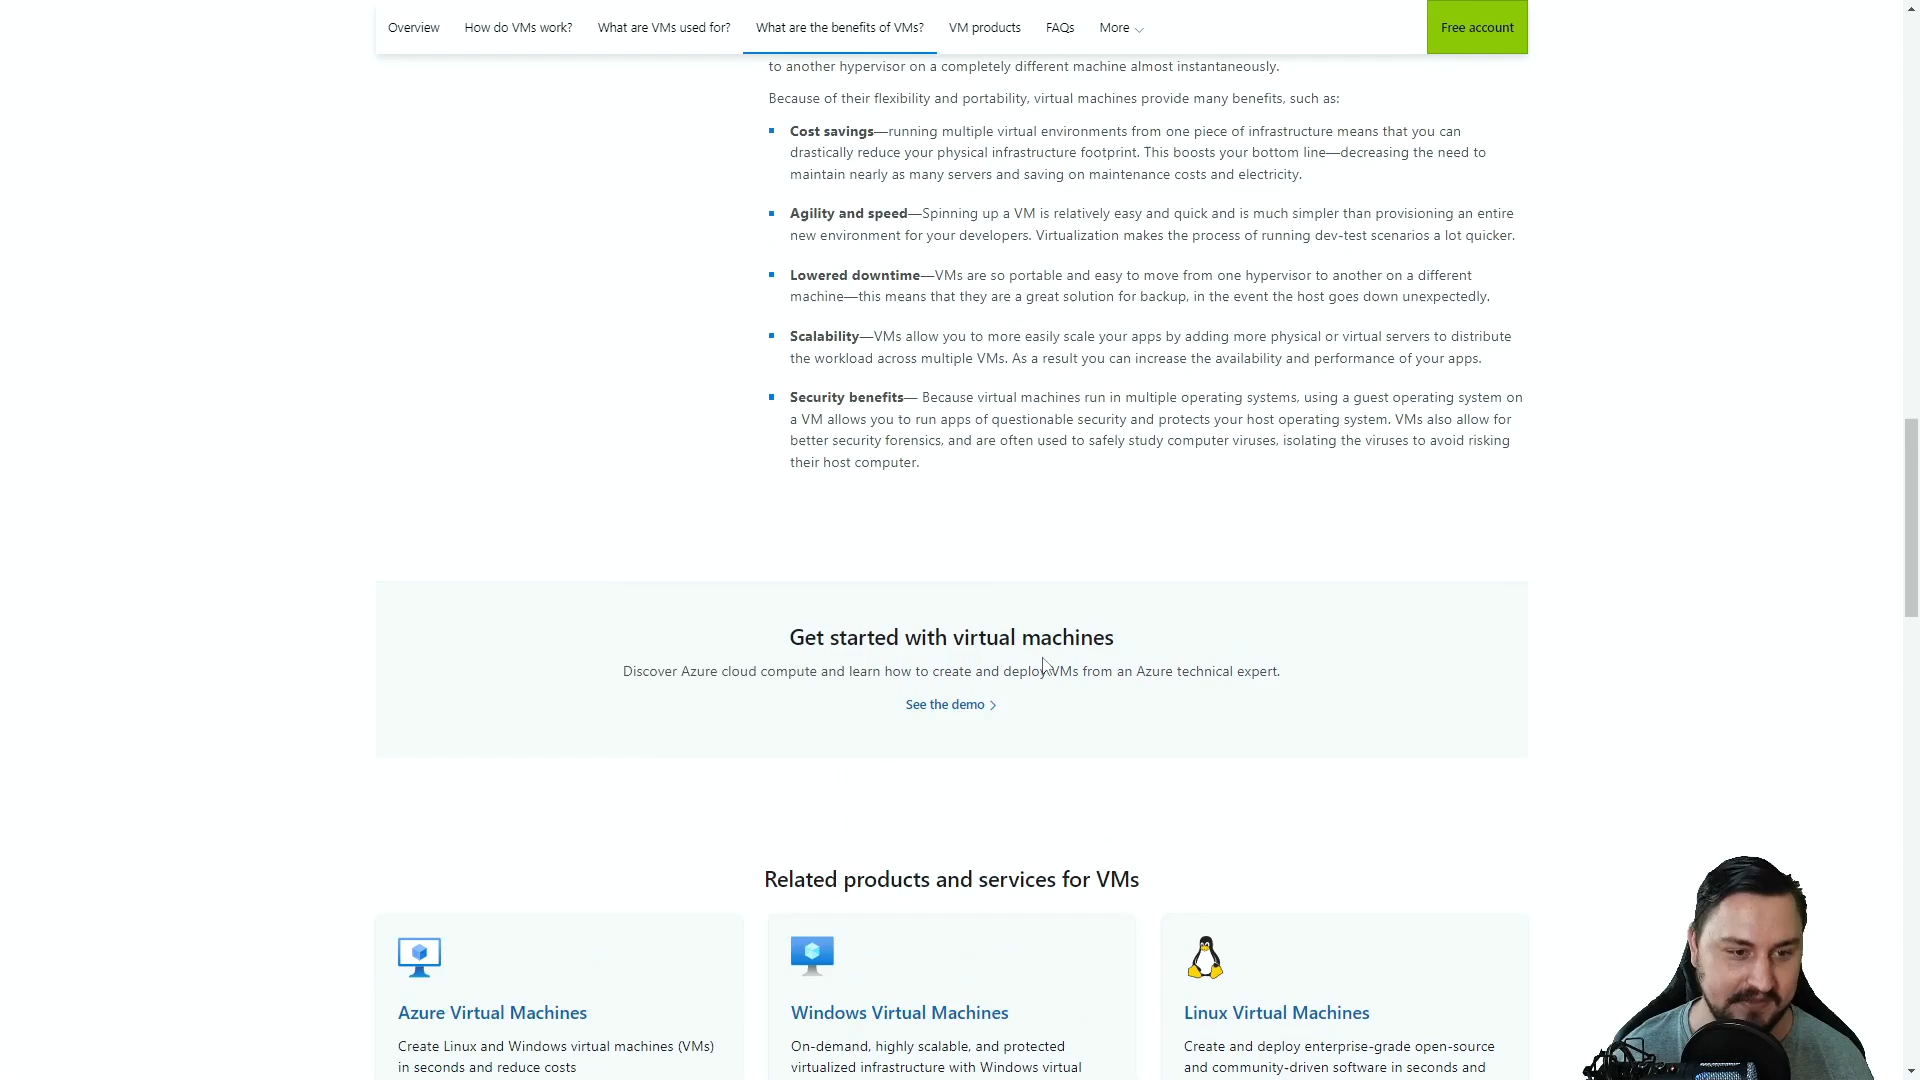 Overview How do VMs work? What are VMs used for? What are the benefits of VMs? VM products FAQs More Free account
to another hypervisor on a completely different machine almost instantaneously.
Because of their flexibility and portability, virtual machines provide many benefits, such as:
Cost savings—running multiple virtual environments from one piece of infrastructure means that you can
drastically reduce your physical infrastructure footprint. This boosts your bottom line—decreasing the need to
maintain nearly as many servers and saving on maintenance costs and electricity.
Agility and speed—Spinning up a VM is relatively easy and quick and is much simpler than provisioning an entire
new environment for your developers. Virtualization makes the process of running dev-test scenarios a lot quicker.
Lowered downtime—VMs are so portable and easy to move from one hypervisor to another on a different
machine—this means that they are a great solution for backup, in the event the host goes down unexpectedly.
Scalability—VMs allow you to more easily scale your apps by adding more physical or virtual servers to distribute
the workload across multiple VMs. As a result you can increase the availability and performance of your apps.
Security benefits— Because virtual machines run in multiple operating systems, using a guest operating system on
a VM allows you to run apps of questionable security and protects your host operating system. VMs also allow for
better security forensics, and are often used to safely study computer viruses, isolating the viruses to avoid risking
their host computer.
Get started with virtual machines
Discover Azure cloud compute and learn how to create and deploy VMs from an Azure technical expert.
See the demo
Related products and services for VMs
Azure Virtual Machines
Create Linux and Windows virtual machines (VMs)
in seconds and reduce costs
Windows Virtual Machines
On-demand, highly scalable, and protected
virtualized infrastructure with Windows virtual
Linux Virtual Machines
Create and deploy enterprise-grade open-source
and community-driven software in seconds and